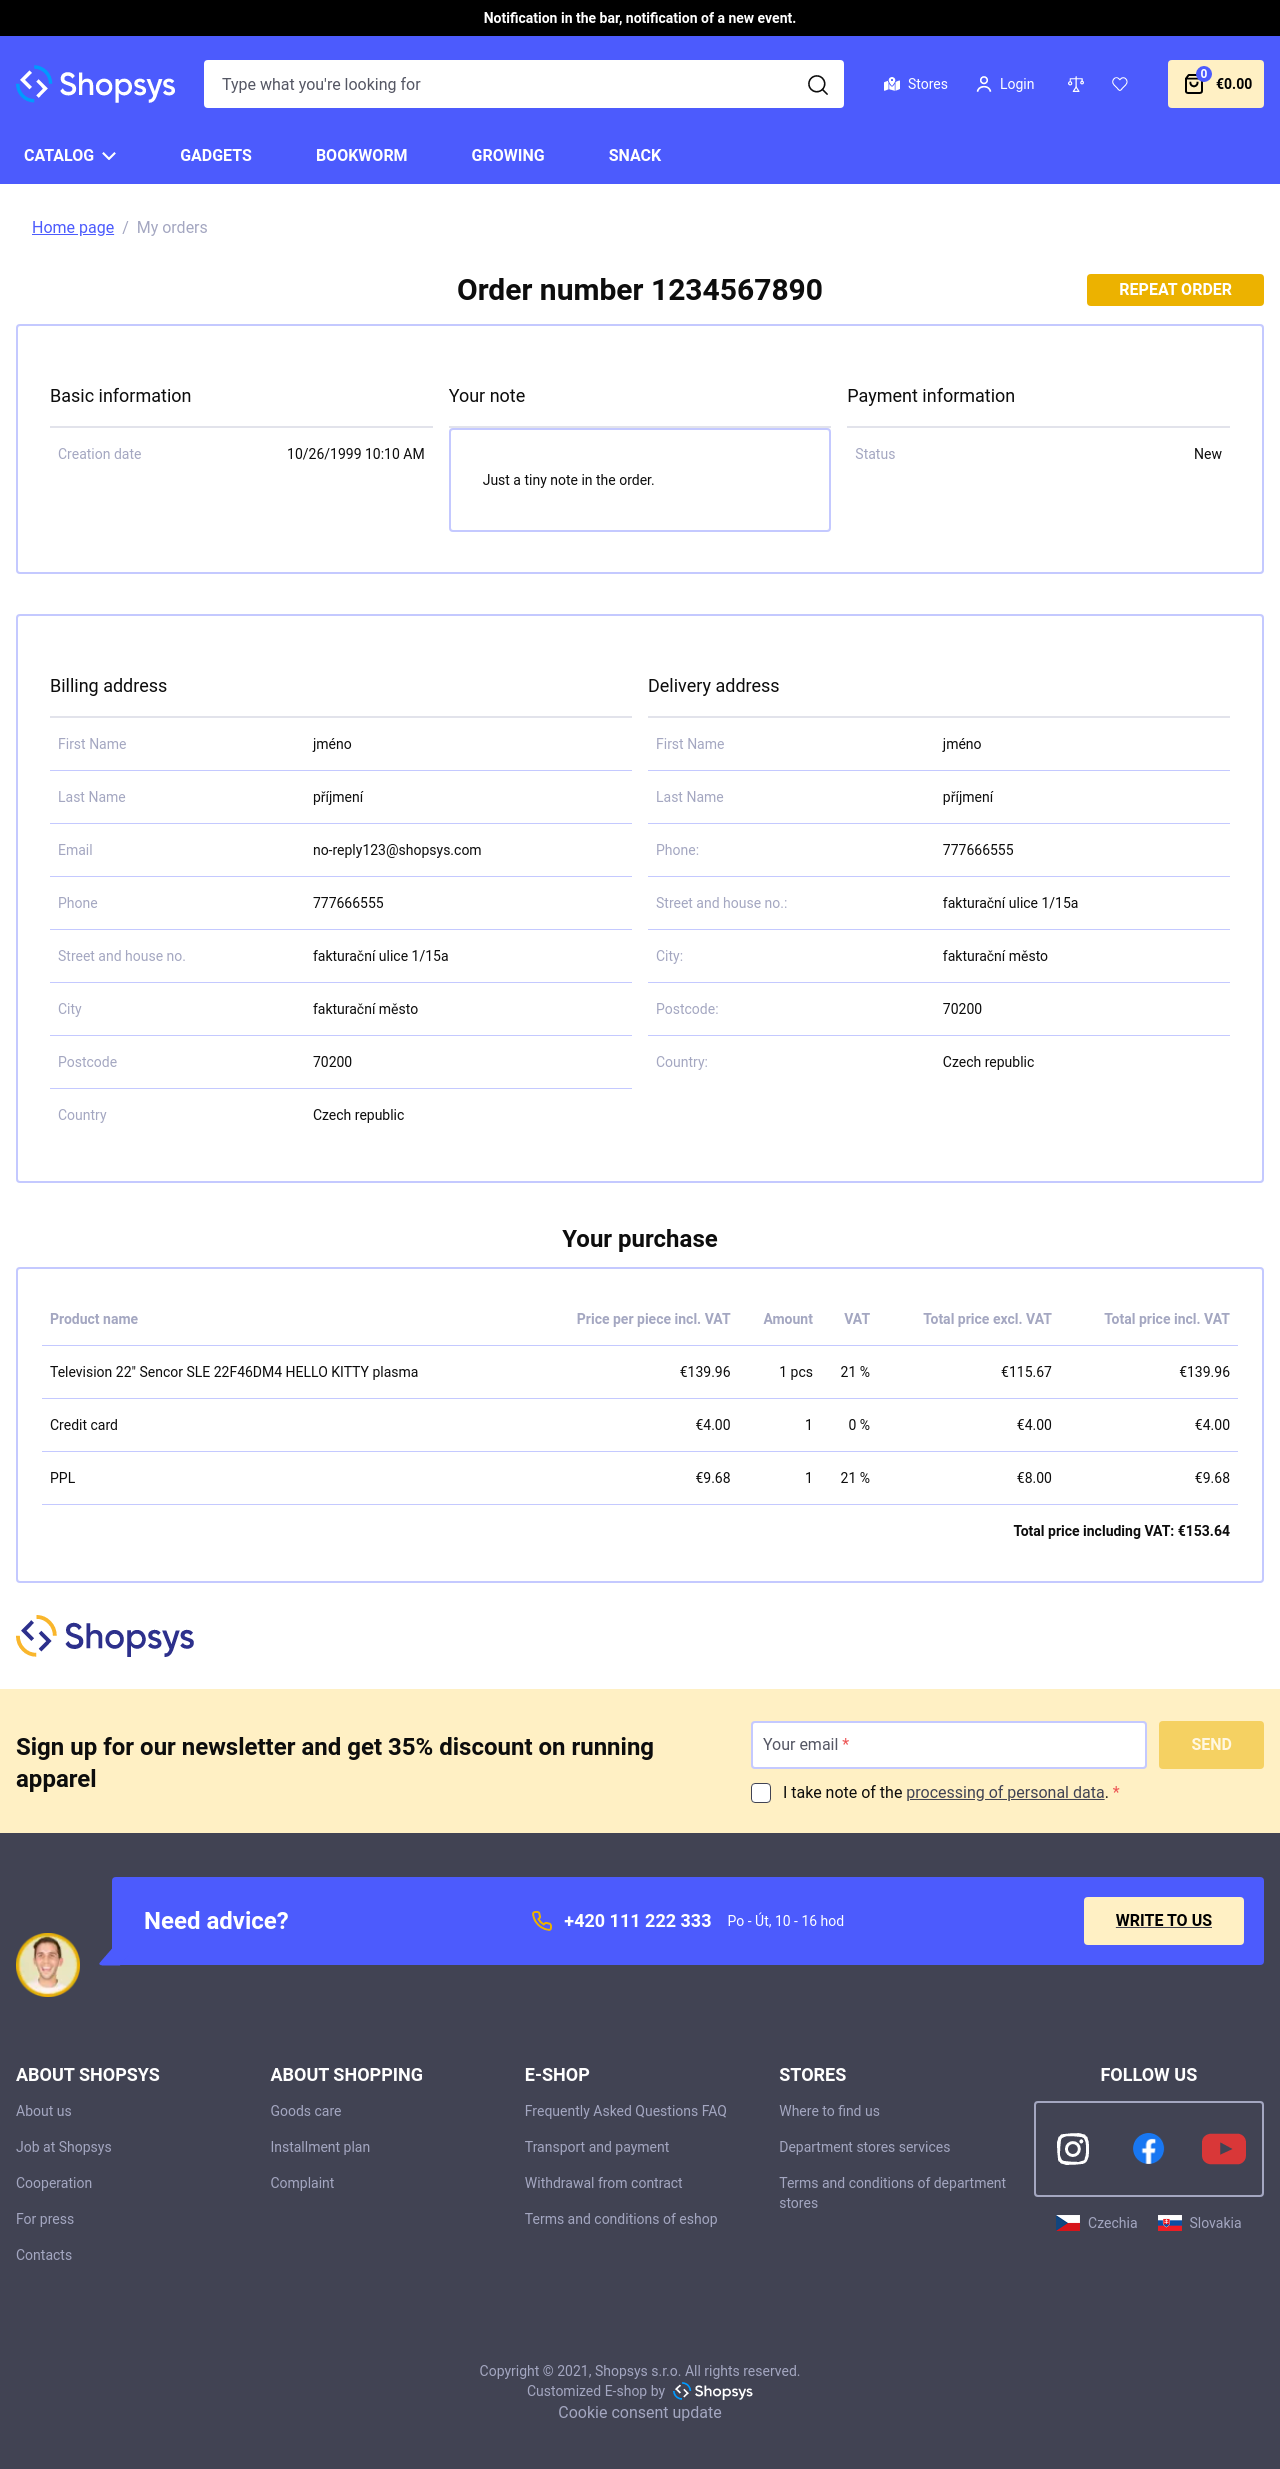 Notification in the bar, notification of a new event.
Shopsys
Type what you're looking for
Stores
Login
0
€0.00
CATALOG
GADGETS
BOOKWORM
GROWING
SNACK
Home page / My orders
Order number 1234567890
REPEAT ORDER
Basic information
Creation date 10/26/1999 10:10 AM
Your note
Just a tiny note in the order.
Payment information
Status New
Billing address
First Name jméno
Last Name příjmení
Email no-reply123@shopsys.com
Phone 777666555
Street and house no. fakturační ulice 1/15a
City fakturační město
Postcode 70200
Country Czech republic
Delivery address
First Name jméno
Last Name příjmení
Phone: 777666555
Street and house no.: fakturační ulice 1/15a
City: fakturační město
Postcode: 70200
Country: Czech republic
Your purchase
Product name Price per piece incl. VAT Amount VAT Total price excl. VAT Total price incl. VAT
Television 22" Sencor SLE 22F46DM4 HELLO KITTY plasma €139.96 1 pcs 21 % €115.67 €139.96
Credit card €4.00 1 0 % €4.00 €4.00
PPL €9.68 1 21 % €8.00 €9.68
Total price including VAT: €153.64
Shopsys
Sign up for our newsletter and get 35% discount on running
apparel
Your email *
SEND
I take note of the processing of personal data. *
Need advice?
+420 111 222 333
Po - Út, 10 - 16 hod
WRITE TO US
ABOUT SHOPSYS
About us
Job at Shopsys
Cooperation
For press
Contacts
ABOUT SHOPPING
Goods care
Installment plan
Complaint
E-SHOP
Frequently Asked Questions FAQ
Transport and payment
Withdrawal from contract
Terms and conditions of eshop
STORES
Where to find us
Department stores services
Terms and conditions of department
stores
FOLLOW US
Czechia
Slovakia
Copyright © 2021, Shopsys s.r.o. All rights reserved.
Customized E-shop by Shopsys
Cookie consent update